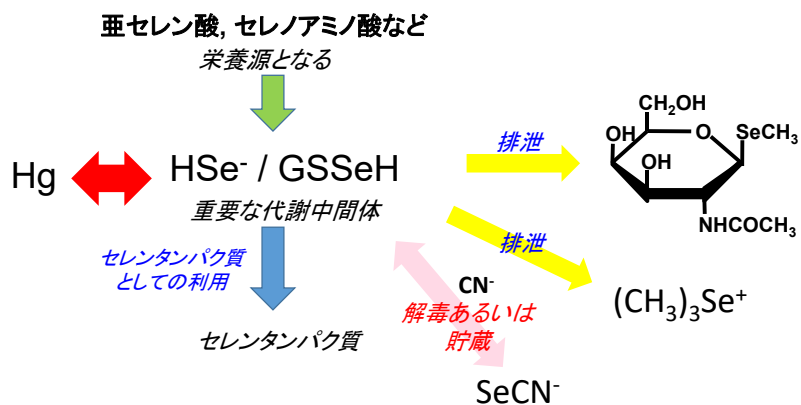 亜セレン酸, セレノアミノ酸など
栄養源となる
Hg
HSe- / GSSeH
重要な代謝中間体
排泄
CH2OH
OH
O
SeCH3
OH
NHCOCH3
セレンタンパク質
としての利用
排泄
CN-
解毒あるいは
貯蔵
(CH3)3Se+
セレンタンパク質
SeCN-